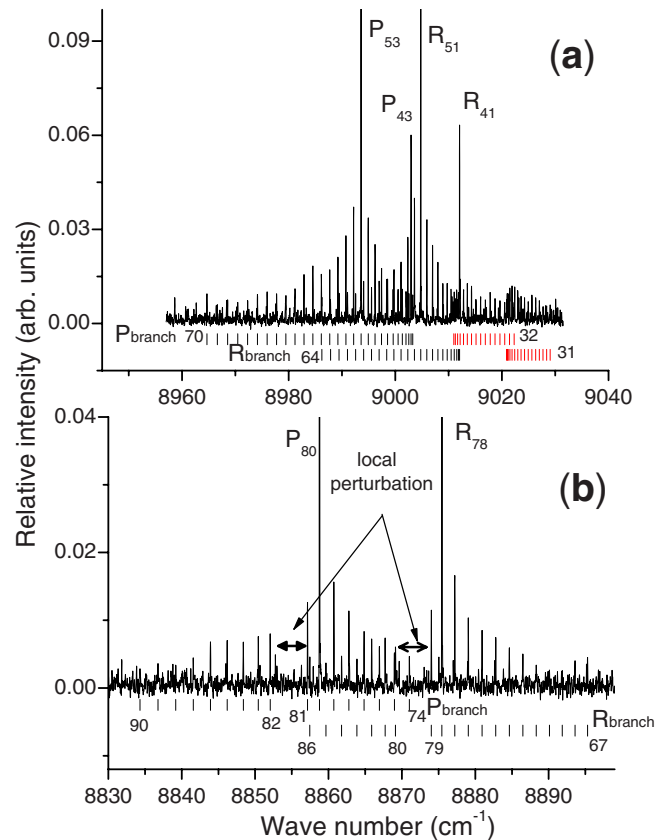 0.09
0.06
0.03
0.00
Relative intensity (arb. units)
(a)
P53
R51
P43
R41
Pbranch 70
32
Rbranch 64
31
8960 8980 9000 9020 9040
0.04
0.02
0.00
(b)
P80
R78
local
perturbation
90 82 81 74 Pbranch
86 80 79 67 Rbranch
8830 8840 8850 8860 8870 8880 8890
Wave number (cm-1)